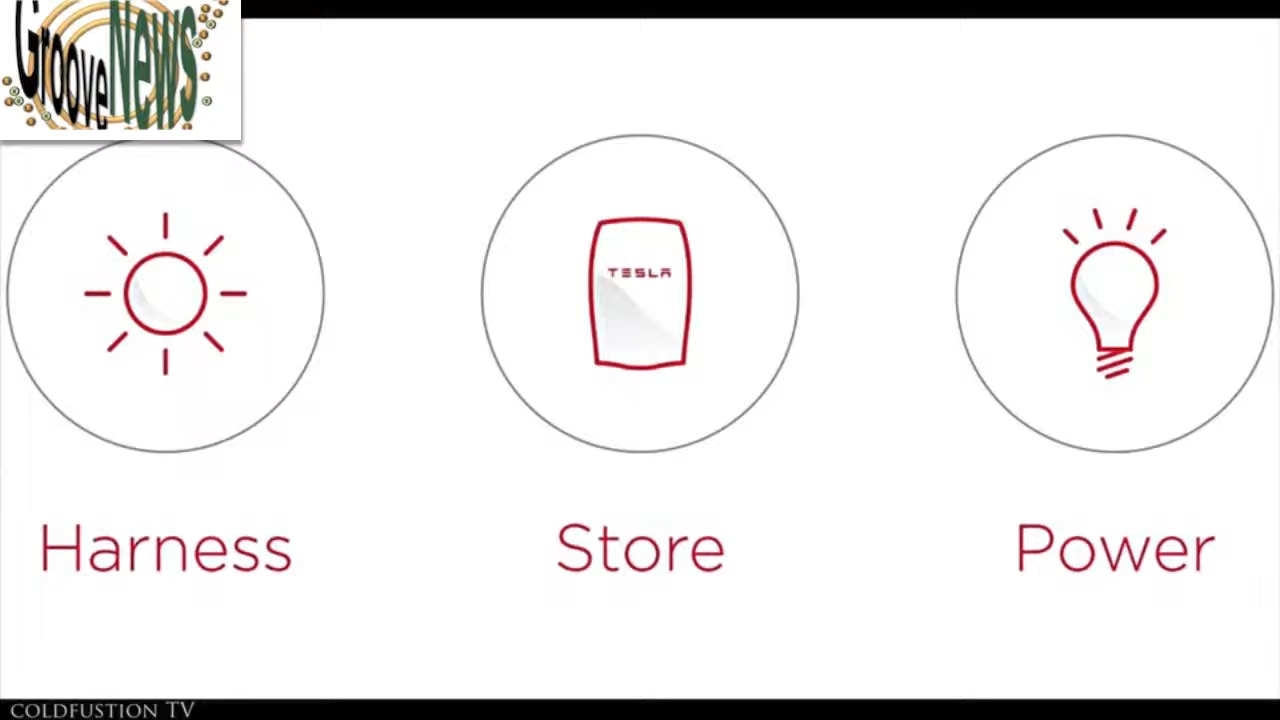 GrooveNews
TESLA
Harness
Store
Power
COLDFUSTION TV